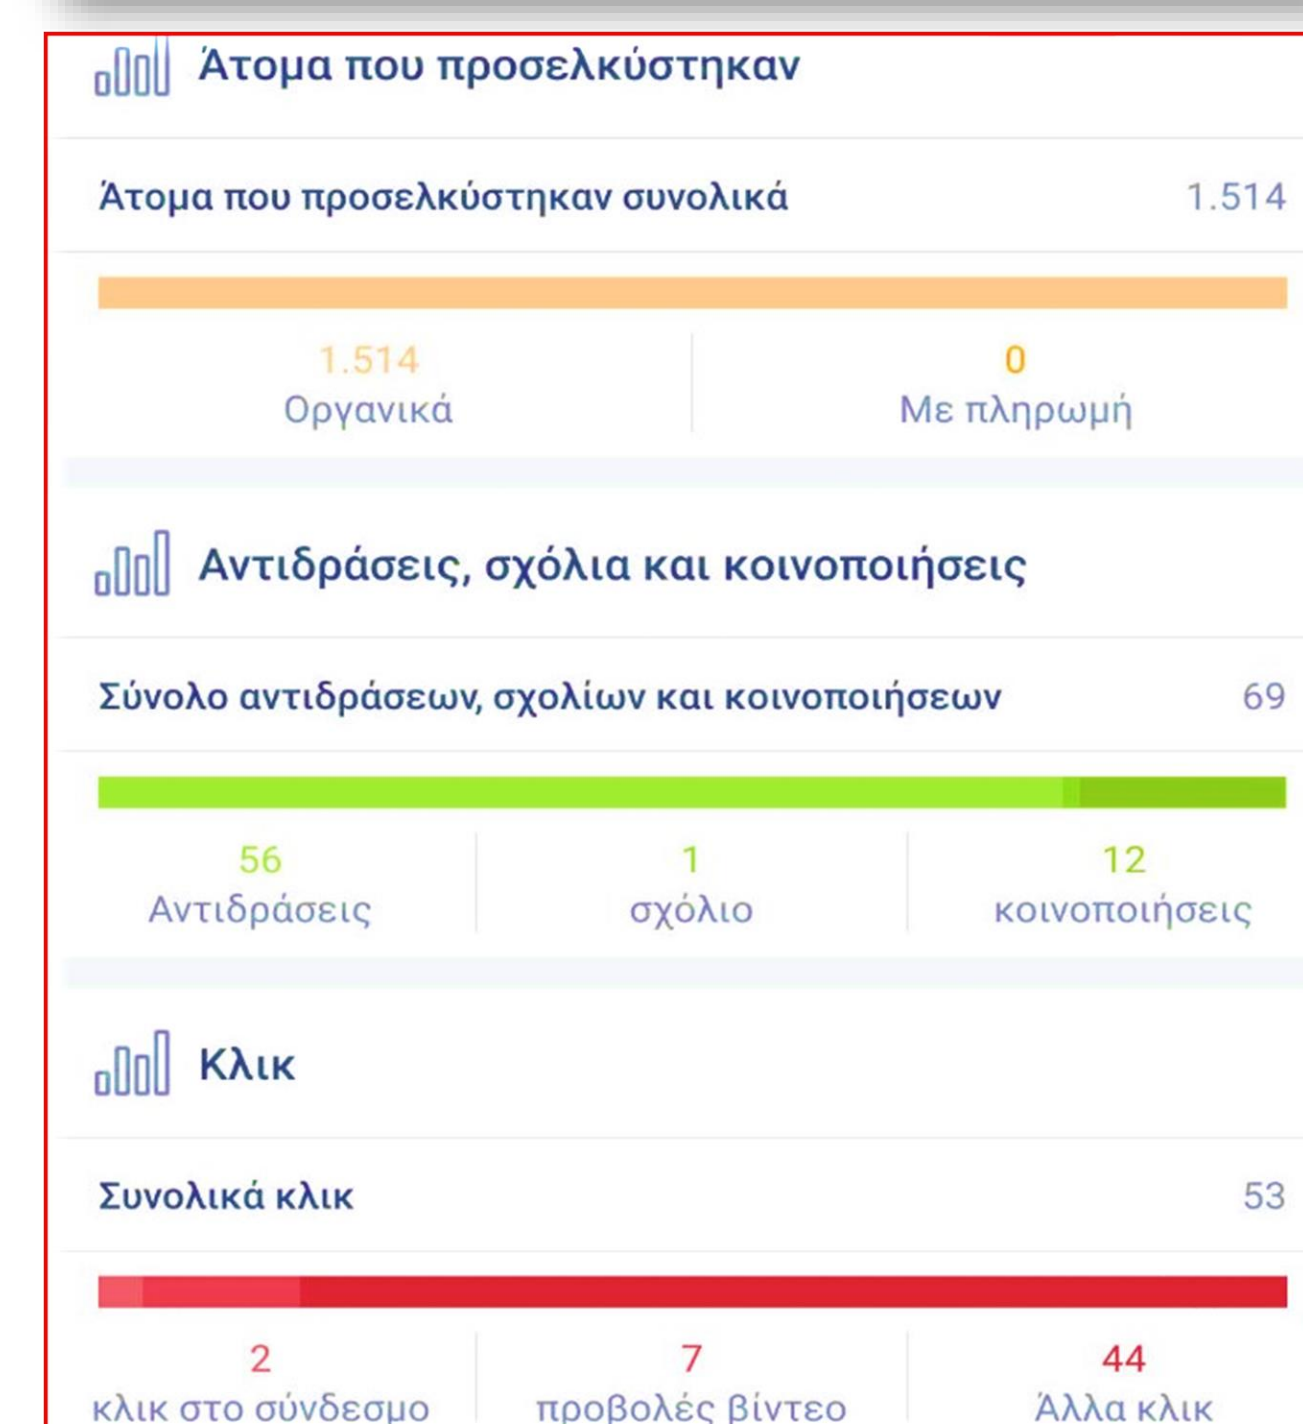 Άτομα που προσελκύστηκαν
Άτομα που προσελκύστηκαν συνολικά 1.514
1.514 0
Οργανικά Με πληρωμή
Αντιδράσεις, σχόλια και κοινοποιήσεις
Σύνολο αντιδράσεων, σχολίων και κοινοποιήσεων 69
56 1 12
Αντιδράσεις σχόλιο κοινοποιήσεις
Κλικ
Συνολικά κλικ 53
2 7 44
κλικ στο σύνδεσμο προβολές βίντεο Άλλα κλικ